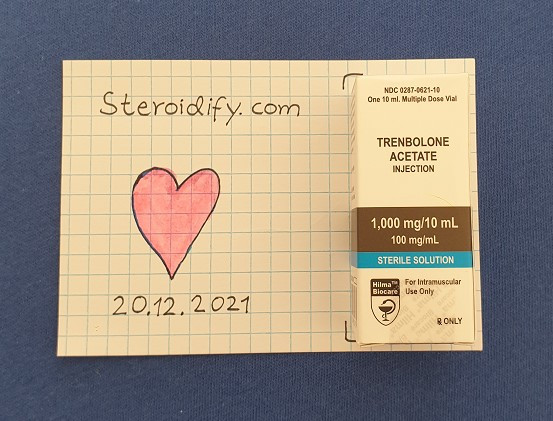 Steroidify.com
20.12.2021
NDC 0287-0621-10
One 10 ml. Multiple Dose Vial
TRENBOLONE
ACETATE
INJECTION
1,000 mg/10 mL
100 mg/mL
STERILE SOLUTION
Hilma™
Biocare
For Intramuscular
Use Only
℞ ONLY